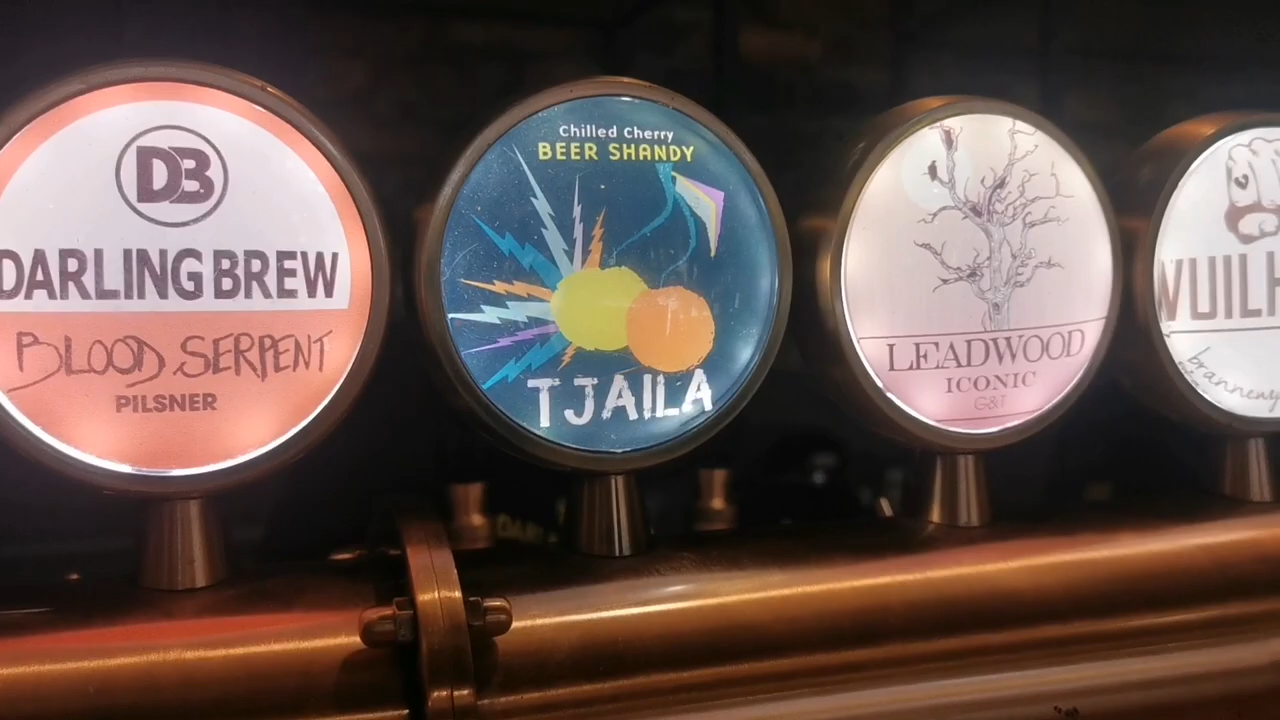 DB
DARLING BREW
BLOOD SERPENT
PILSNER
Chilled Cherry
BEER SHANDY
TJAILA
LEADWOOD
ICONIC
G&T